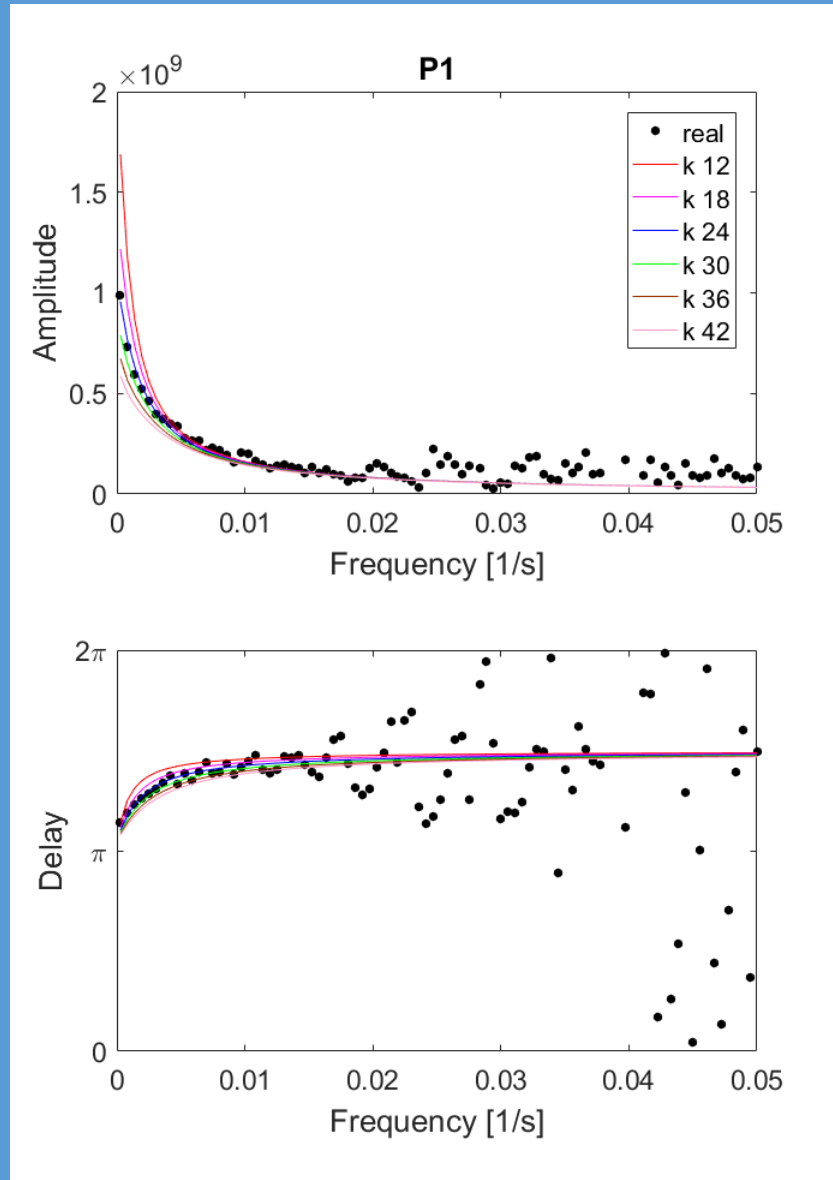 ×10⁹
P1
2
1.5
1
0.5
0
Amplitude
0 0.01 0.02 0.03 0.04 0.05
Frequency [1/s]
real
k 12
k 18
k 24
k 30
k 36
k 42
2π
π
0
Delay
0 0.01 0.02 0.03 0.04 0.05
Frequency [1/s]